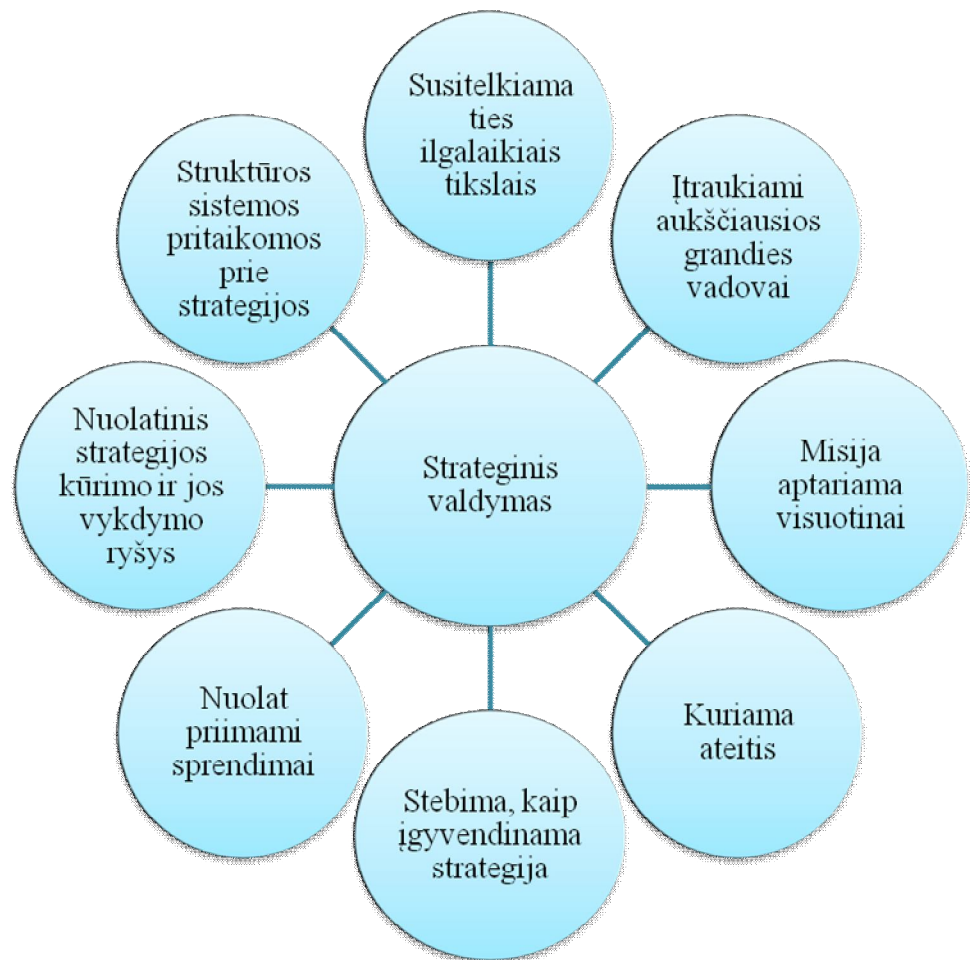 Susitelkiama
ties
ilgalaikiais
tikslais
Įtraukiami
aukščiausios
grandies
vadovai
Misija
aptariama
visuotinai
Kuriama
ateitis
Stebima, kaip
įgyvendinama
strategija
Nuolat
priimami
sprendimai
Nuolatinis
strategijos
kūrimo ir jos
vykdymo
ryšys
Struktūros
sistemos
pritaikomos
prie
strategijos
Strateginis
valdymas